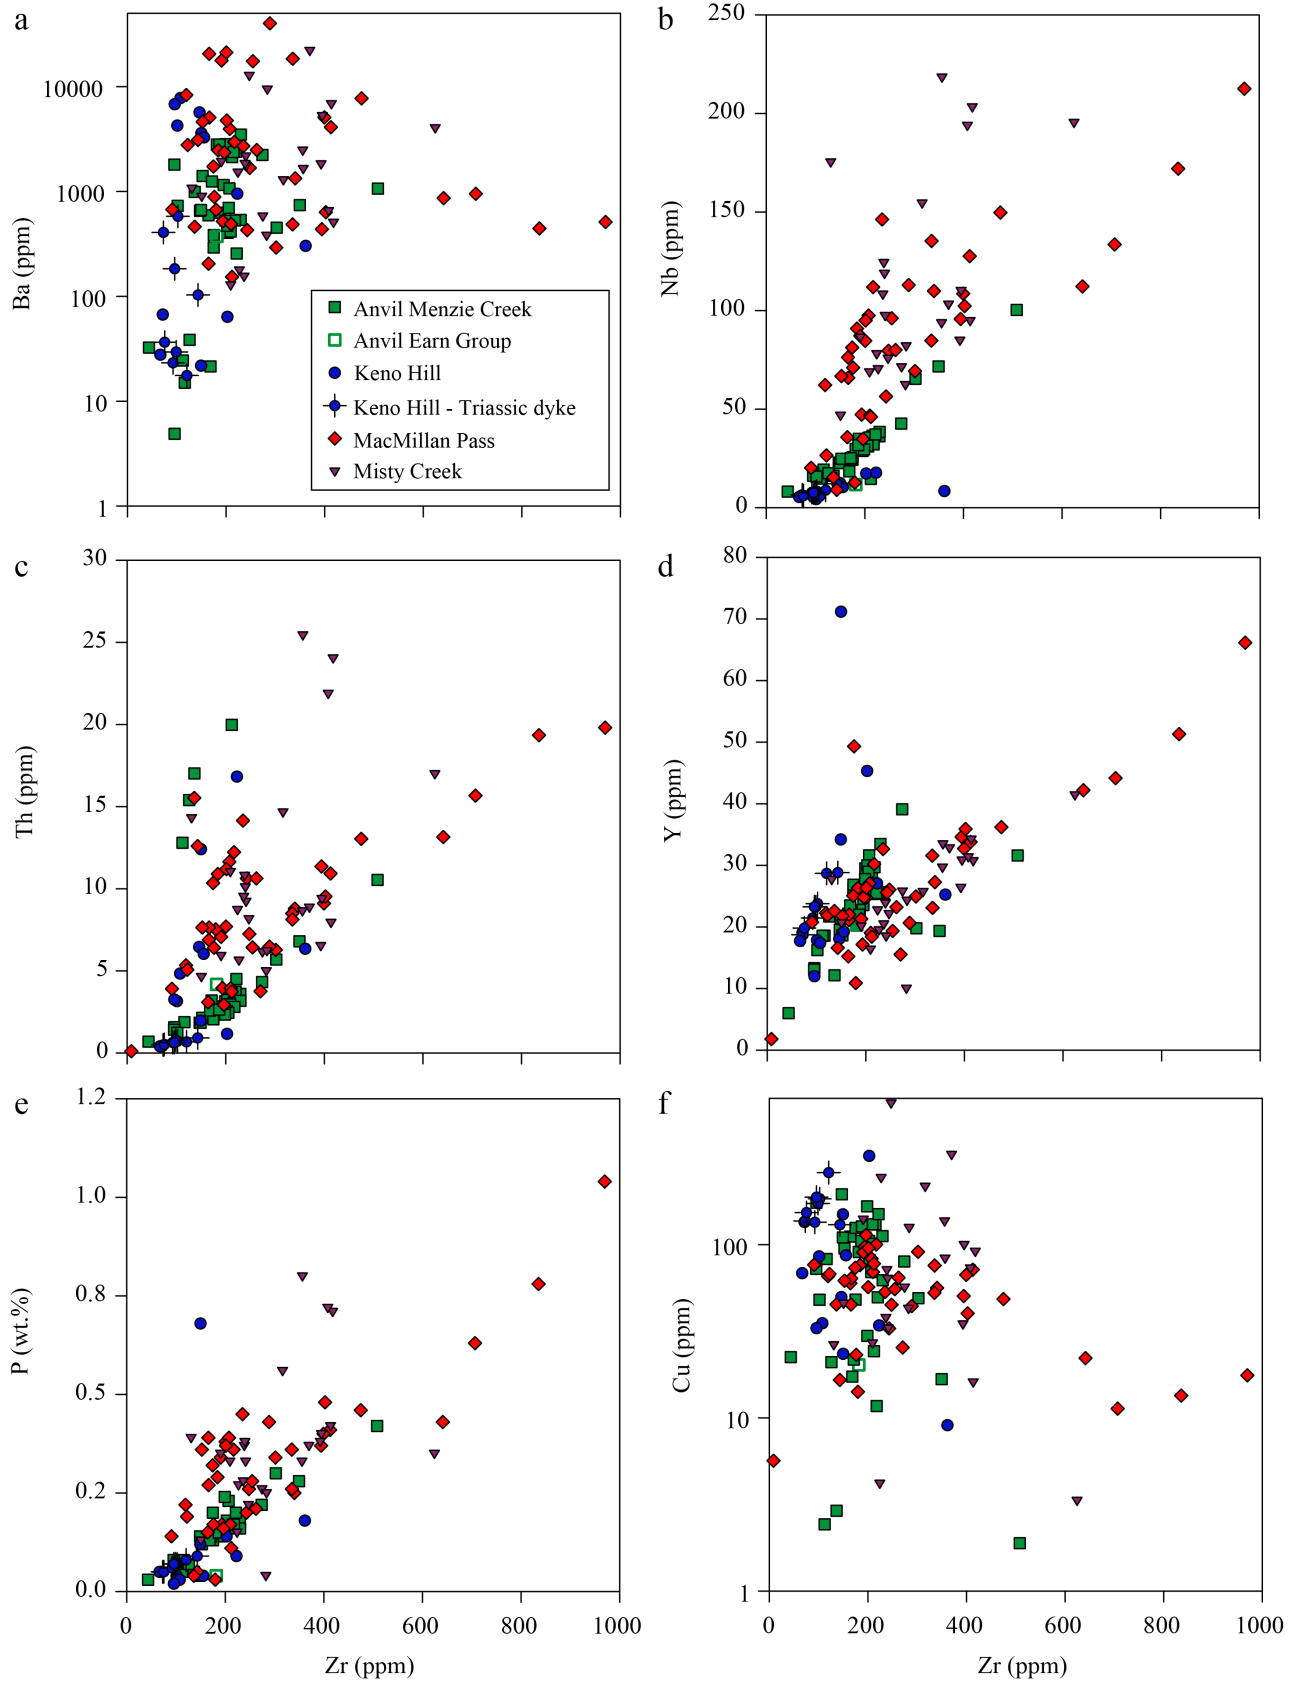 a
10000
1000
100
10
1
Ba (ppm)
Anvil Menzie Creek
Anvil Earn Group
Keno Hill
Keno Hill - Triassic dyke
MacMillan Pass
Misty Creek
b
250
200
150
100
50
0
Nb (ppm)
c
30
25
20
15
10
5
0
Th (ppm)
d
80
70
60
50
40
30
20
10
0
Y (ppm)
e
1.2
1.0
0.8
0.5
0.2
0.0
P (wt.%)
0 200 400 600 800 1000
Zr (ppm)
f
100
10
1
Cu (ppm)
0 200 400 600 800 1000
Zr (ppm)